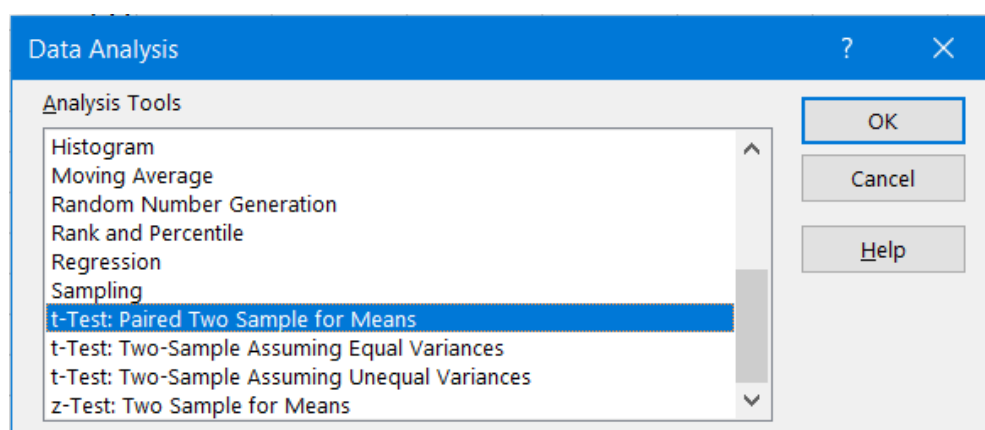 Data Analysis ?
Analysis Tools
Histogram
Moving Average
Random Number Generation
Rank and Percentile
Regression
Sampling
t-Test: Paired Two Sample for Means
t-Test: Two-Sample Assuming Equal Variances
t-Test: Two-Sample Assuming Unequal Variances
z-Test: Two Sample for Means
OK
Cancel
Help